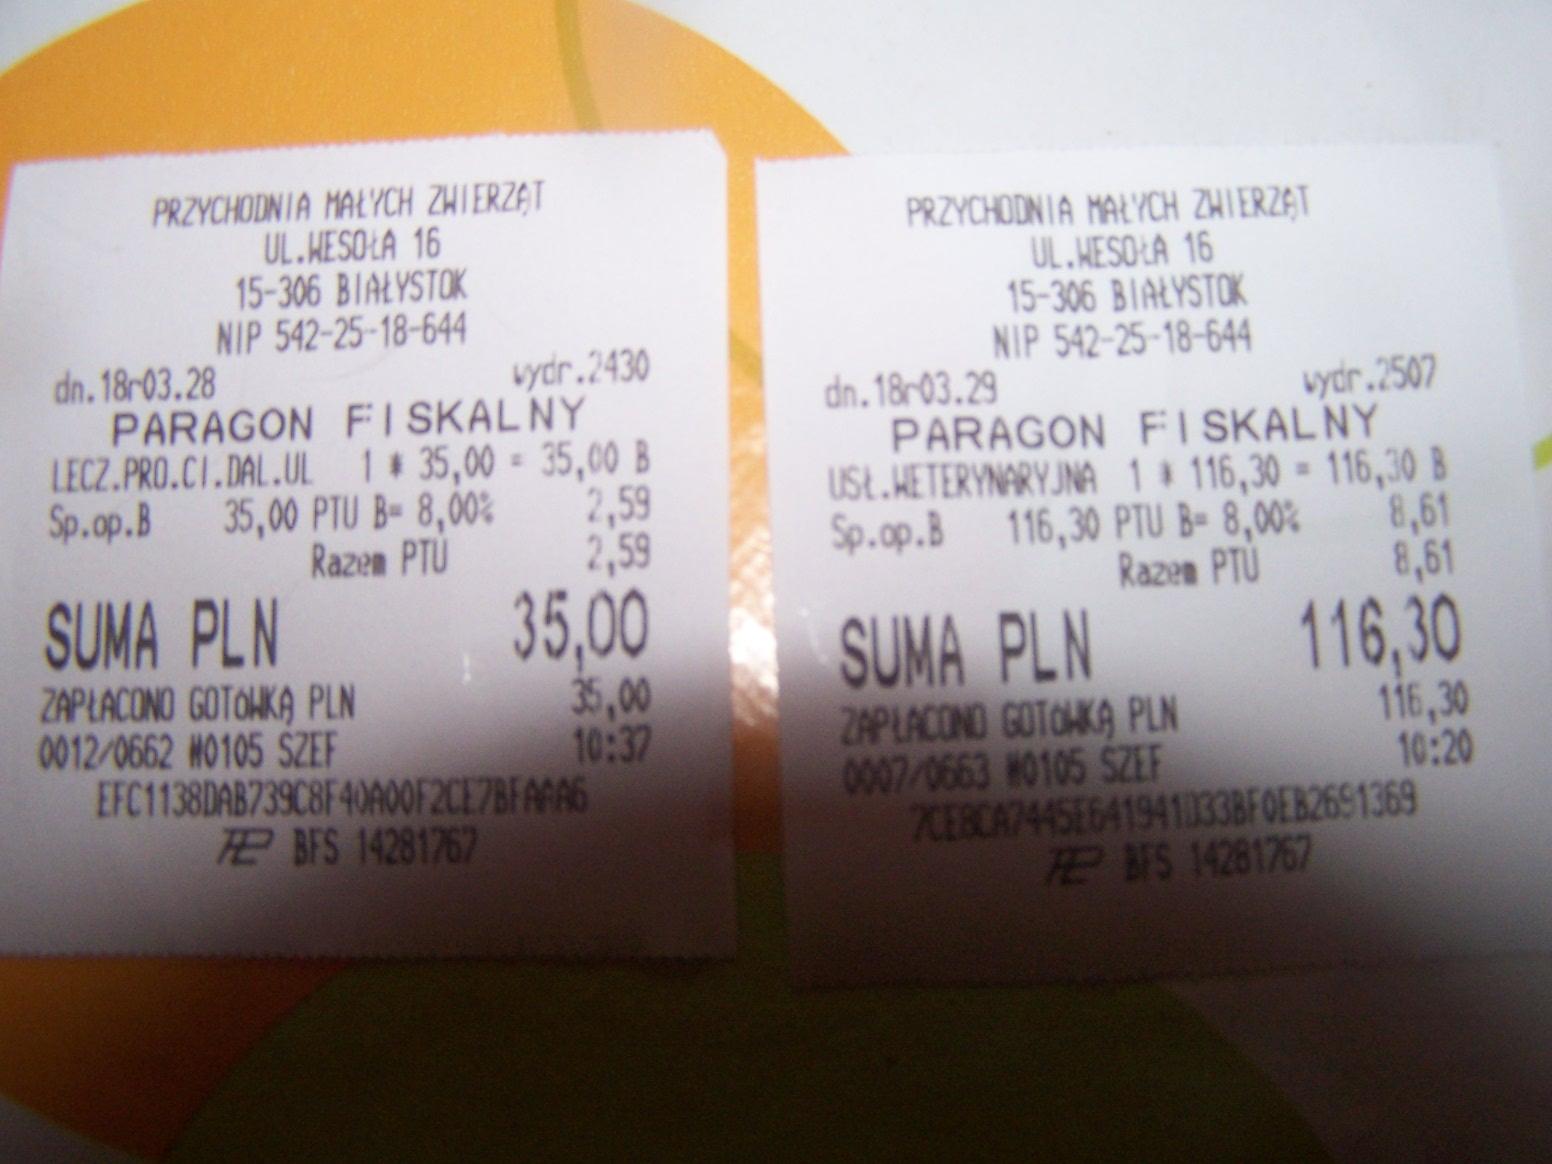 PRZYCHODNIA MAŁYCH ZWIERZĄT
UL.WESOŁA 16
15-306 BIAŁYSTOK
NIP 542-25-18-644
dn.18r03.28 wydr.2430
PARAGON FISKALNY
LECZ.PRO.CI.DAL.UL 1 * 35,00 = 35,00 B
Sp.op.B 35,00 PTU B= 8,00% 2,59
Razem PTU 2,59
SUMA PLN 35,00
ZAPŁACONO GOTÓWKĄ PLN 35,00
0012/0662 #0105 SZEF 10:37
EFC1138DAB739C8F40A00F2CE7BFAAA6
BFS 14281767
PRZYCHODNIA MAŁYCH ZWIERZĄT
UL.WESOŁA 16
15-306 BIAŁYSTOK
NIP 542-25-18-644
dn.18r03.29 wydr.2507
PARAGON FISKALNY
USŁ.WETERYNARYJNA 1 * 116,30 = 116,30 B
Sp.op.B 116,30 PTU B= 8,00% 8,61
Razem PTU 8,61
SUMA PLN 116,30
ZAPŁACONO GOTÓWKĄ PLN 116,30
0007/0663 #0105 SZEF 10:20
7CEBCA7445E641941D33BF0EB2691369
BFS 14281767